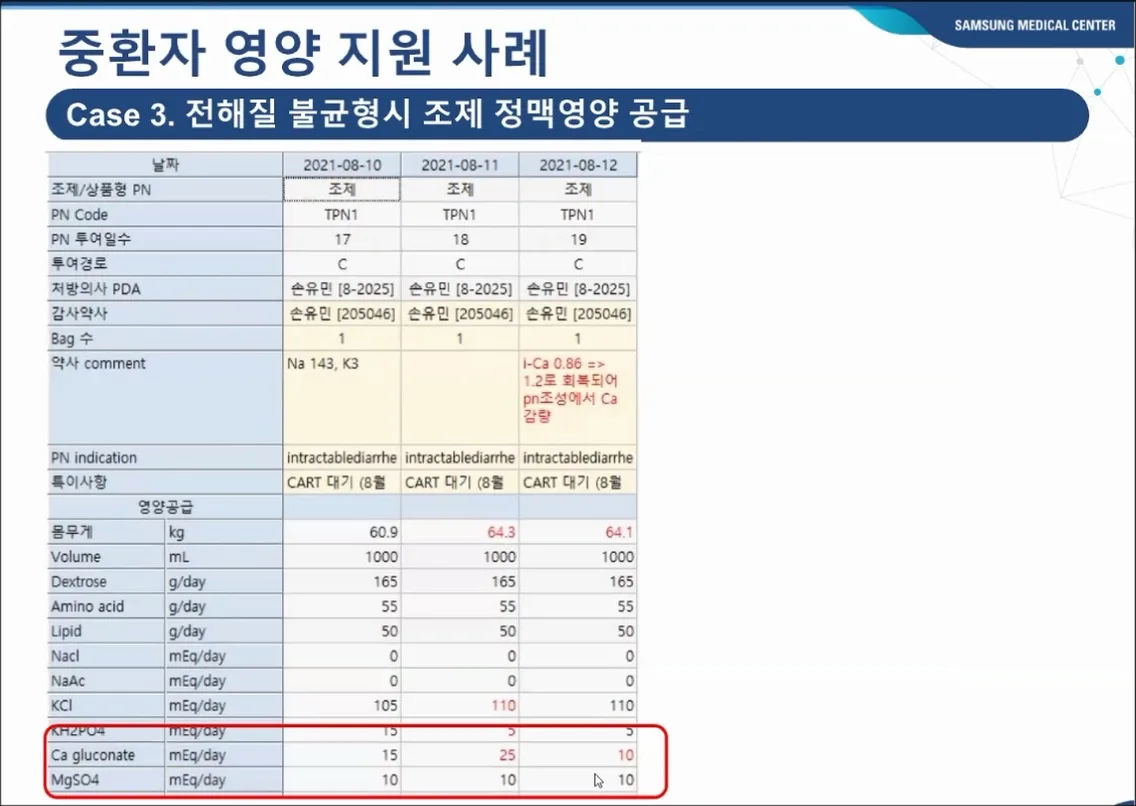 SAMSUNG MEDICAL CENTER
중환자 영양 지원 사례
Case 3. 전해질 불균형시 조제 정맥영양 공급
날짜 2021-08-10 2021-08-11 2021-08-12
조제/상품형 PN 조제 조제 조제
PN Code TPN1 TPN1 TPN1
PN 투여일수 17 18 19
투여경로 C C C
처방의사 PDA 손유민 [8-2025] 손유민 [8-2025] 손유민 [8-2025]
감사약사 손유민 [205046] 손유민 [205046] 손유민 [205046]
Bag 수 1 1 1
약사 comment Na 143, K3 i-Ca 0.86 =>
1.2로 회복되어
pn조성에서 Ca
감량
PN indication intractablediarrhe intractablediarrhe intractablediarrhe
특이사항 CART 대기 (8월 CART 대기 (8월 CART 대기 (8월
영양공급
몸무게 kg 60.9 64.3 64.1
Volume mL 1000 1000 1000
Dextrose g/day 165 165 165
Amino acid g/day 55 55 55
Lipid g/day 50 50 50
Nacl mEq/day 0 0 0
NaAc mEq/day 0 0 0
KCl mEq/day 105 110 110
KH2PO4 mEq/day 15 5 5
Ca gluconate mEq/day 15 25 10
MgSO4 mEq/day 10 10 10